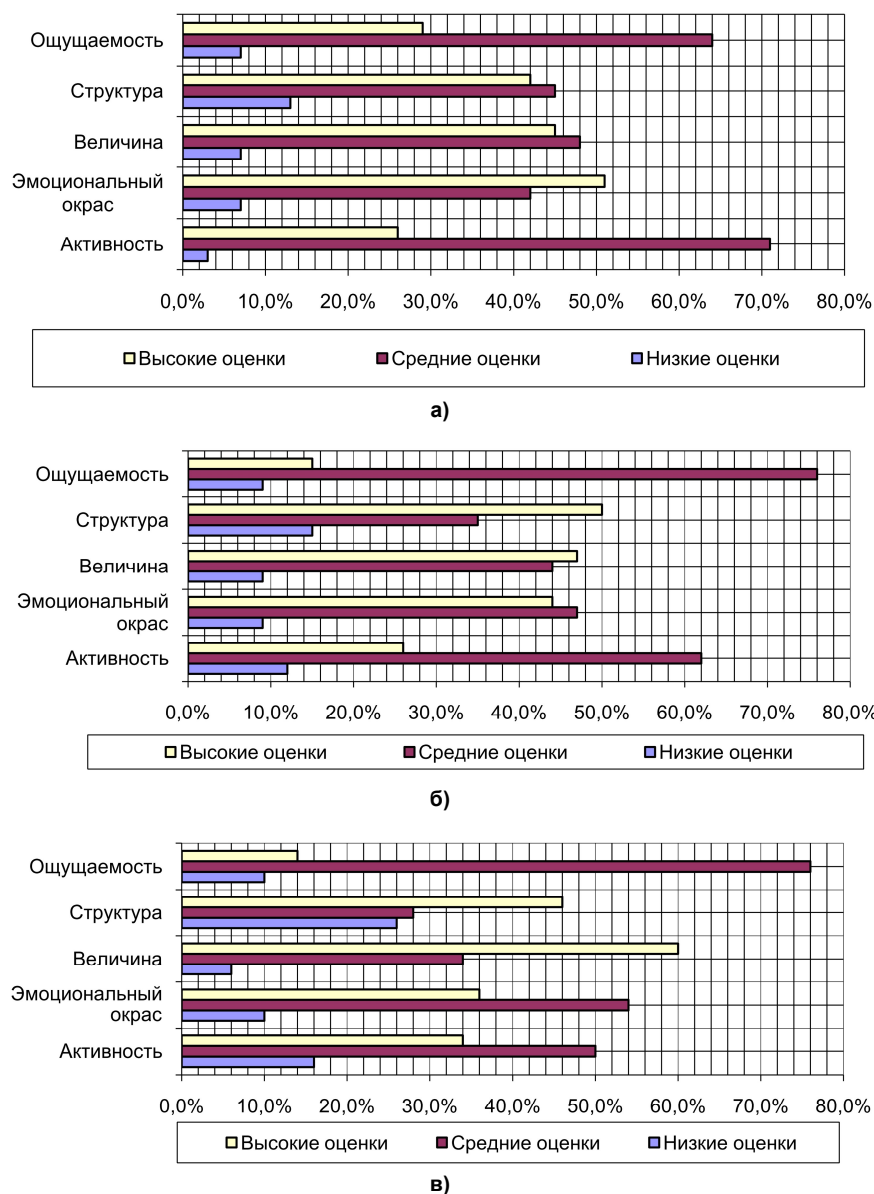 Ощущаемость
Структура
Величина
Эмоциональный
окрас
Активность
0,0% 10,0% 20,0% 30,0% 40,0% 50,0% 60,0% 70,0% 80,0%
Высокие оценки Средние оценки Низкие оценки
а)
Ощущаемость
Структура
Величина
Эмоциональный
окрас
Активность
0,0% 10,0% 20,0% 30,0% 40,0% 50,0% 60,0% 70,0% 80,0%
Высокие оценки Средние оценки Низкие оценки
б)
Ощущаемость
Структура
Величина
Эмоциональный
окрас
Активность
0,0% 10,0% 20,0% 30,0% 40,0% 50,0% 60,0% 70,0% 80,0%
Высокие оценки Средние оценки Низкие оценки
в)